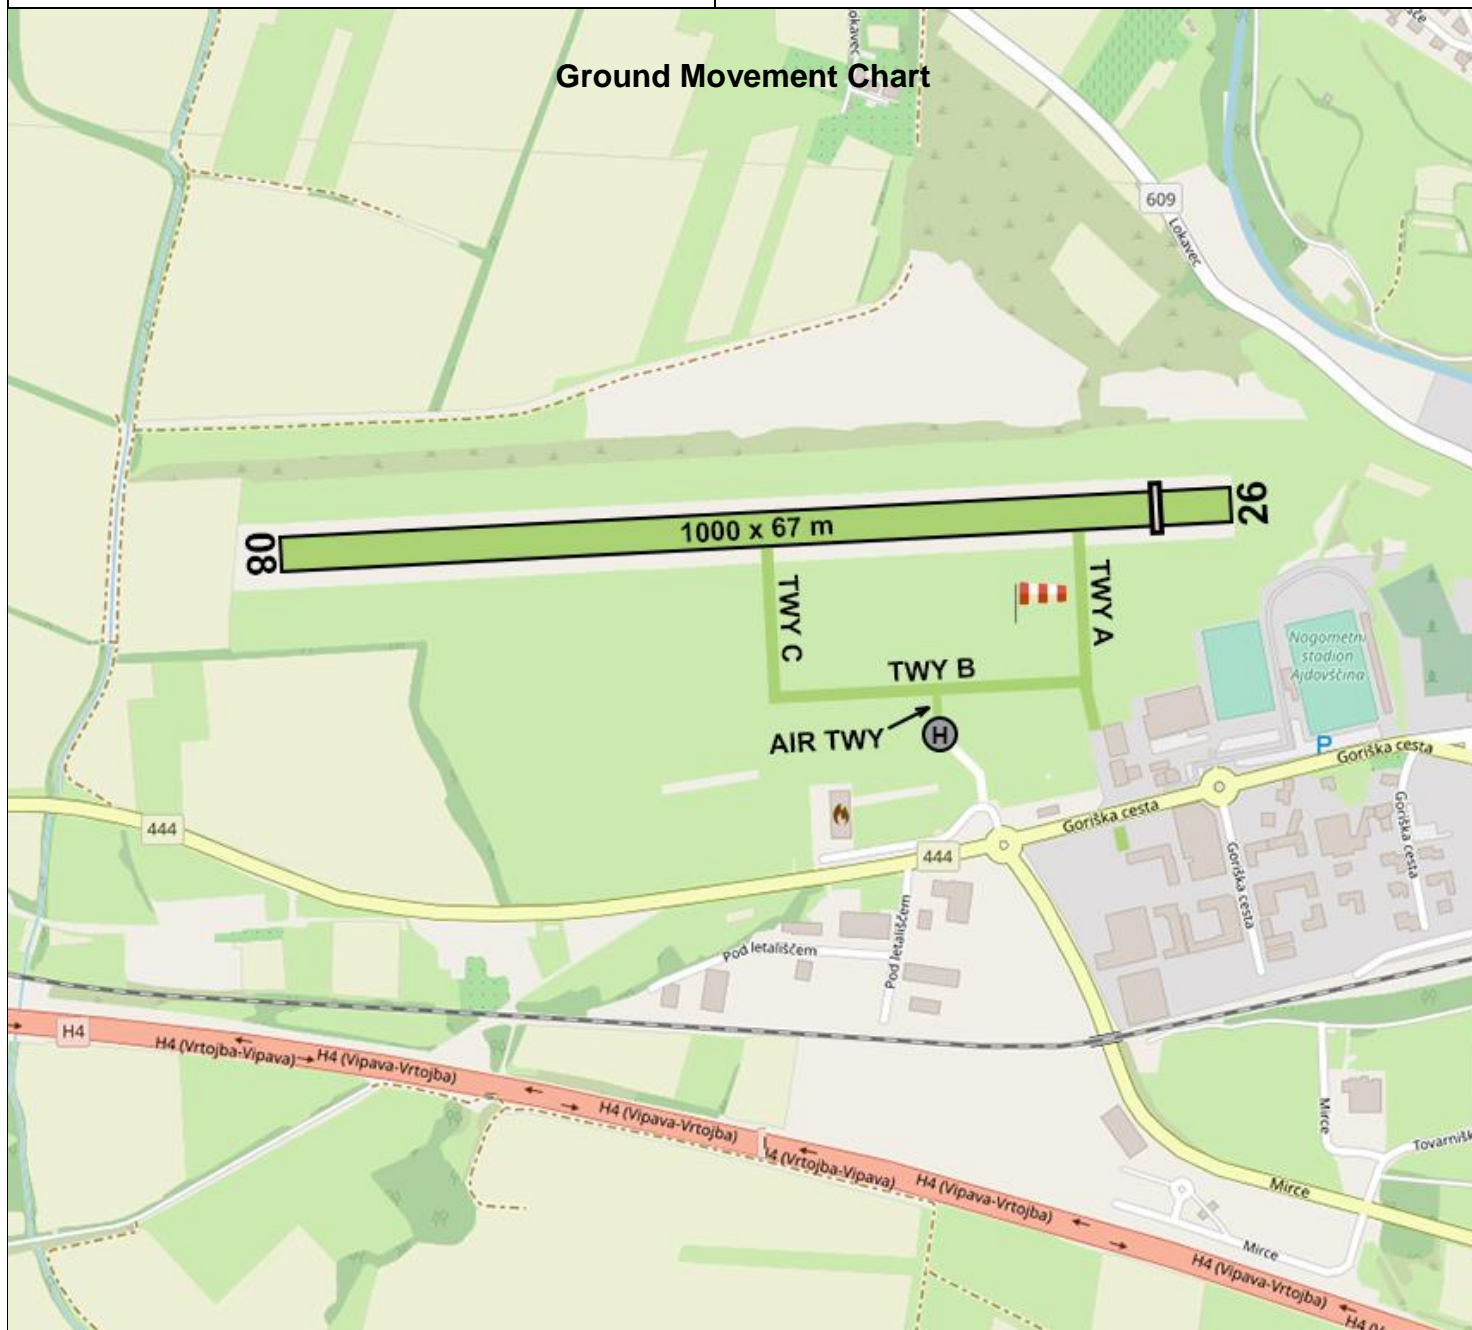 Ground Movement Chart
okavec
609
Lokavec
26
08
1000 x 67 m
TWY C
TWY A
TWY B
AIR TWY
H
Nogometni
stadion
Ajdovščina
P
Goriška cesta
Goriška cesta
Goriška cesta
Goriška cesta
444
444
Pod letališčem
Pod letališčem
H4
H4 (Vrtojba-Vipava)
H4 (Vipava-Vrtojba)
H4 (Vipava-Vrtojba)
H4 (Vrtojba-Vipava)
H4 (Vipava-Vrtojba)
H4 (Vipava-Vrtojba)
Mirce
Mirce
Mirce
Tovarnišk